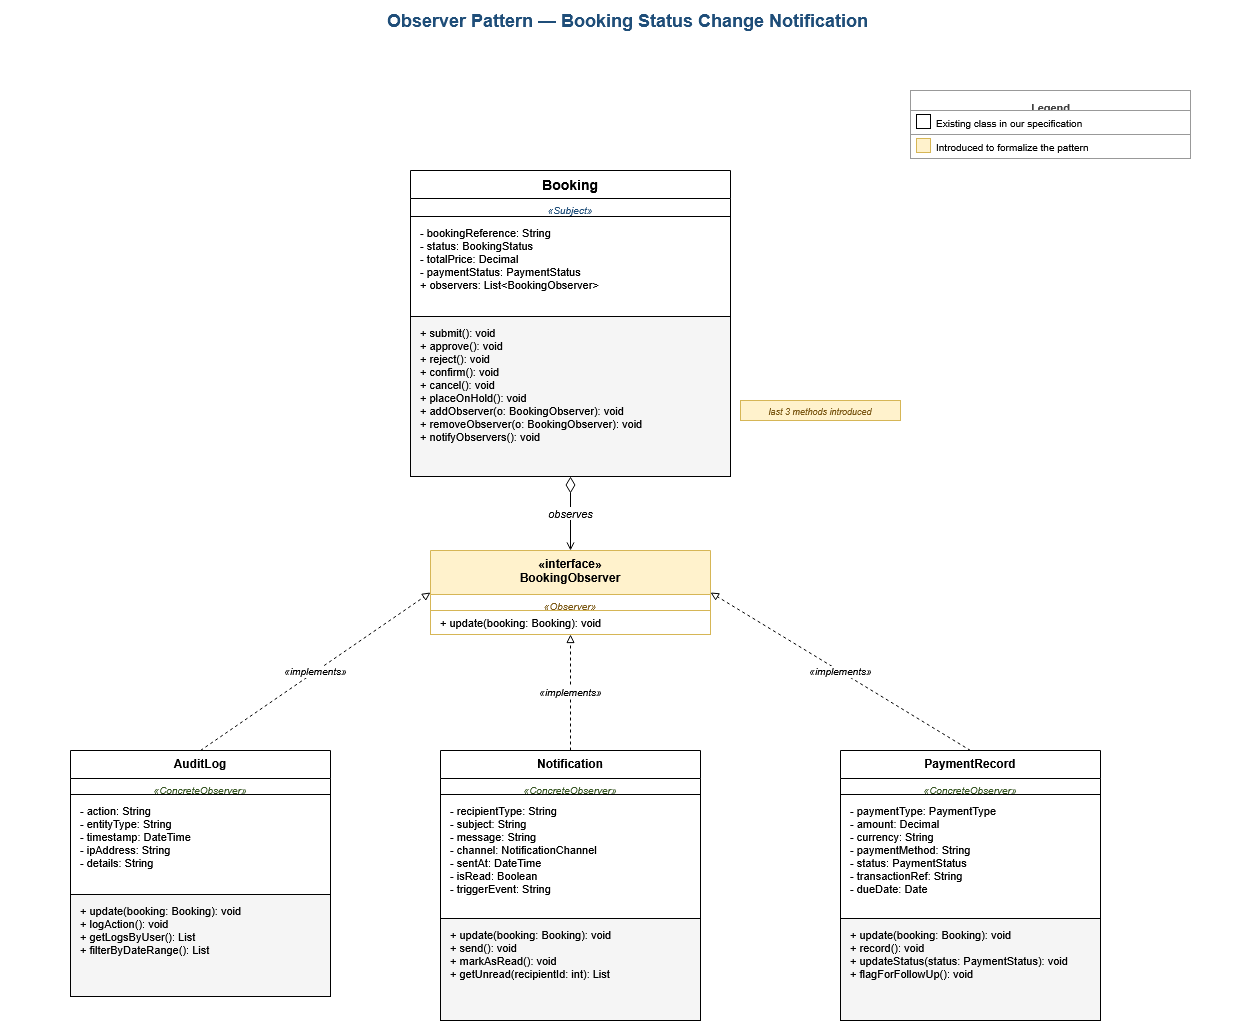 Observer Pattern — Booking Status Change Notification
Legend
Existing class in our specification
Introduced to formalize the pattern
Booking
«Subject»
- bookingReference: String
- status: BookingStatus
- totalPrice: Decimal
- paymentStatus: PaymentStatus
+ observers: List<BookingObserver>
+ submit(): void
+ approve(): void
+ reject(): void
+ confirm(): void
+ cancel(): void
+ placeOnHold(): void
+ addObserver(o: BookingObserver): void
+ removeObserver(o: BookingObserver): void
+ notifyObservers(): void
last 3 methods introduced
observes
«interface»
BookingObserver
«Observer»
+ update(booking: Booking): void
«implements»
«implements»
«implements»
AuditLog
«ConcreteObserver»
- action: String
- entityType: String
- timestamp: DateTime
- ipAddress: String
- details: String
+ update(booking: Booking): void
+ logAction(): void
+ getLogsByUser(): List
+ filterByDateRange(): List
Notification
«ConcreteObserver»
- recipientType: String
- subject: String
- message: String
- channel: NotificationChannel
- sentAt: DateTime
- isRead: Boolean
- triggerEvent: String
+ update(booking: Booking): void
+ send(): void
+ markAsRead(): void
+ getUnread(recipientId: int): List
PaymentRecord
«ConcreteObserver»
- paymentType: PaymentType
- amount: Decimal
- currency: String
- paymentMethod: String
- status: PaymentStatus
- transactionRef: String
- dueDate: Date
+ update(booking: Booking): void
+ record(): void
+ updateStatus(status: PaymentStatus): void
+ flagForFollowUp(): void